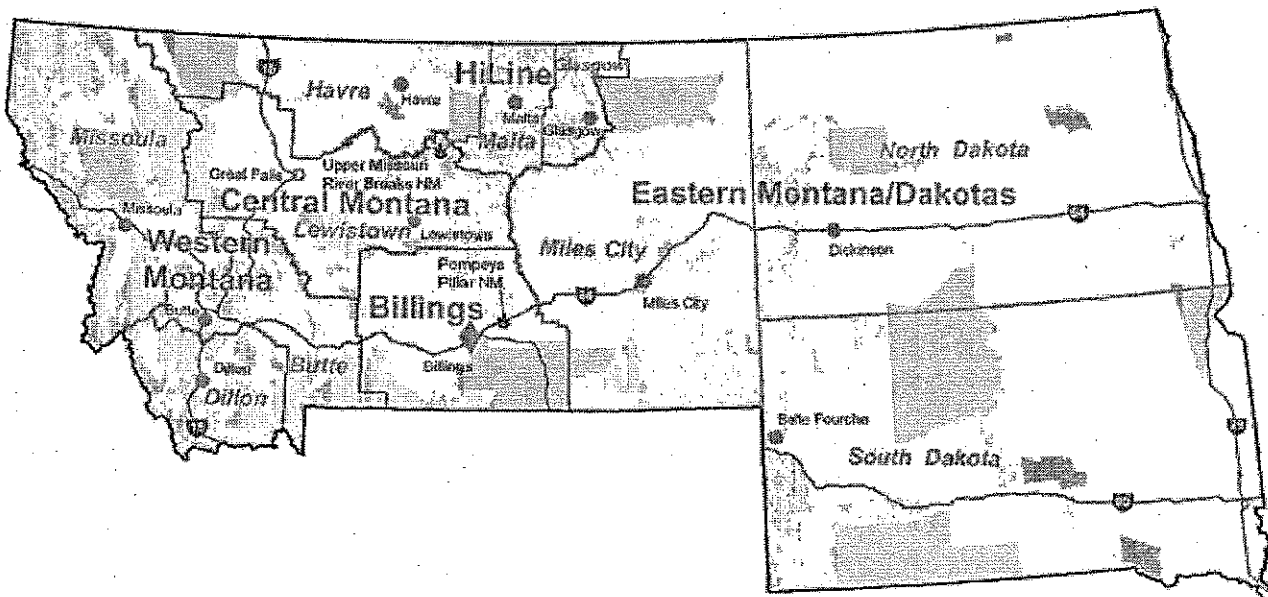 HiLine
Glasgow
Havre
Havre
Malta
Glasgow
Malta
Missoula
North Dakota
Great Falls
Upper Missouri
River Breaks NM
Eastern Montana/Dakotas
Central Montana
Missoula
Lewistown
Lewistown
Western
Montana
Miles City
Dickinson
Pompeys
Pillar NM
Billings
Miles City
Butte
Billings
Dillon
Butte
Dillon
Belle Fourche
South Dakota